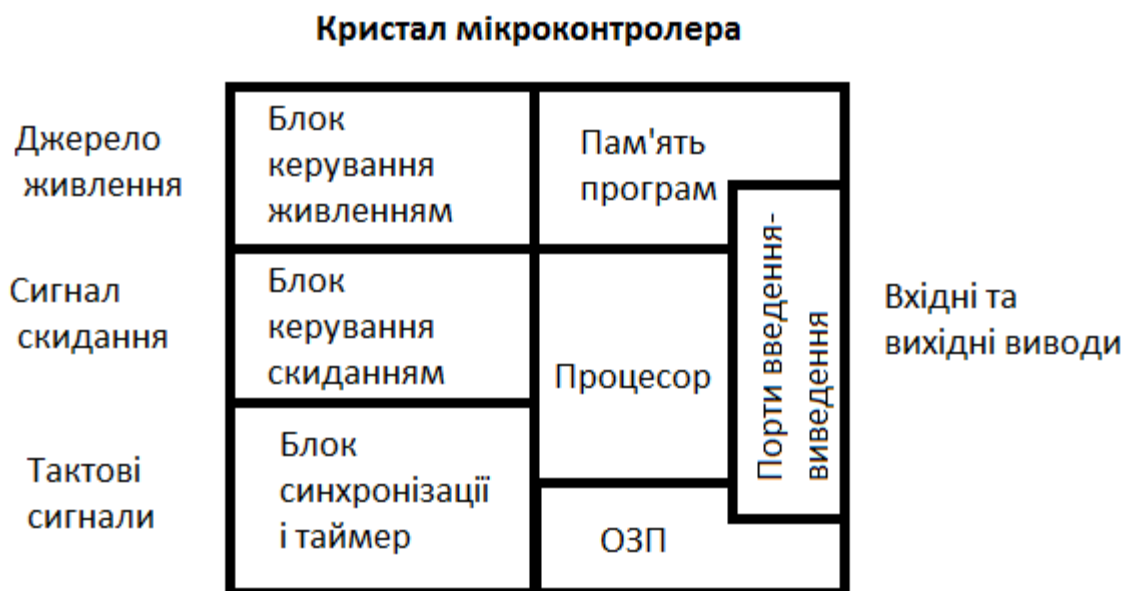 Кристал мікроконтролера
Джерело
живлення
Блок
керування
живленням
Пам'ять
програм
Сигнал
скидання
Блок
керування
скиданням
Процесор
Порти введення-
виведення
Вхідні та
вихідні виводи
Тактові
сигнали
Блок
синхронізації
і таймер
ОЗП